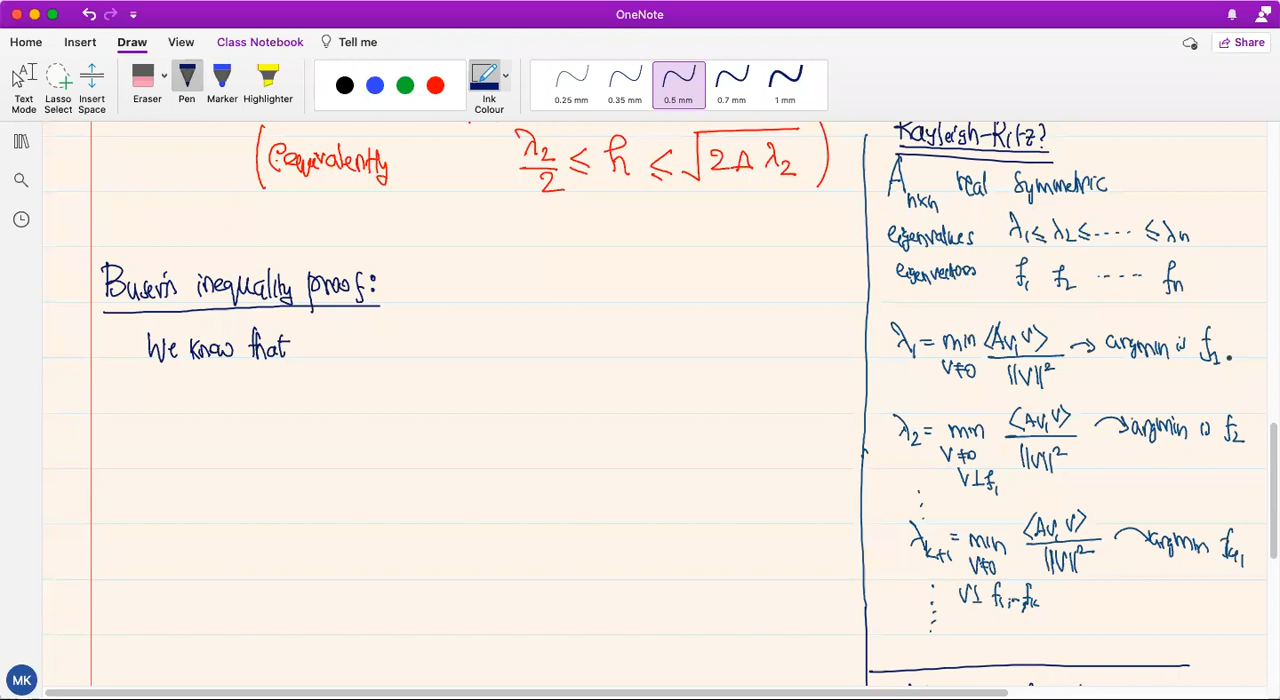 OneNote
Home Insert Draw View Class Notebook Tell me
Share
Text Mode
Lasso Select
Insert Space
Eraser
Pen
Marker
Highlighter
Ink Colour
0.25 mm
0.35 mm
0.5 mm
0.7 mm
1 mm
(equivalently λ₂/2 ≤ h ≤ √(2Δ λ₂))
Buser's inequality proof:
We know that
Rayleigh-Ritz?
A n×n real symmetric
eigenvalues λ₁ ≤ λ₂ ≤ ---- ≤ λn
eigenvectors f₁ f₂ ---- fn
λ₁ = min V≠0 <Av, v>/||V||² → argmin is f₁.
λ₂ = min V≠0 V⊥f₁ <Av, v>/||V||² → argmin is f₂
λk+1 = min V≠0 V⊥ f₁,..,fk <Av, v>/||V||² → argmin fk+1
MK